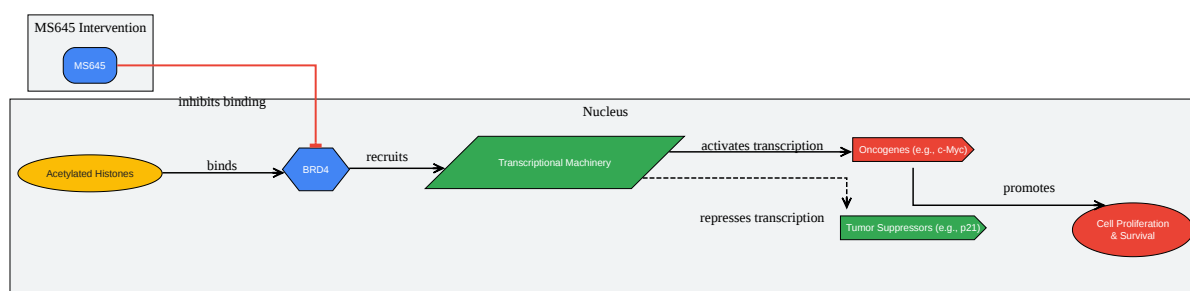 MS645 Intervention
MS645
inhibits binding
Nucleus
Acetylated Histones
binds
BRD4
recruits
Transcriptional Machinery
activates transcription
Oncogenes (e.g., c-Myc)
promotes
represses transcription
Tumor Suppressors (e.g., p21)
Cell Proliferation
& Survival